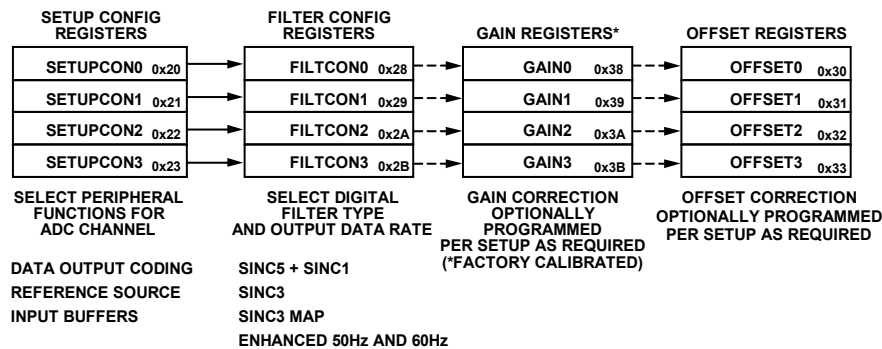 SETUP CONFIG
REGISTERS
SETUPCON0 0x20
SETUPCON1 0x21
SETUPCON2 0x22
SETUPCON3 0x23
SELECT PERIPHERAL
FUNCTIONS FOR
ADC CHANNEL
DATA OUTPUT CODING
REFERENCE SOURCE
INPUT BUFFERS
FILTER CONFIG
REGISTERS
FILTCON0 0x28
FILTCON1 0x29
FILTCON2 0x2A
FILTCON3 0x2B
SELECT DIGITAL
FILTER TYPE
AND OUTPUT DATA RATE
SINC5 + SINC1
SINC3
SINC3 MAP
ENHANCED 50Hz AND 60Hz
GAIN REGISTERS*
GAIN0 0x38
GAIN1 0x39
GAIN2 0x3A
GAIN3 0x3B
GAIN CORRECTION
OPTIONALLY
PROGRAMMED
PER SETUP AS REQUIRED
(*FACTORY CALIBRATED)
OFFSET REGISTERS
OFFSET0 0x30
OFFSET1 0x31
OFFSET2 0x32
OFFSET3 0x33
OFFSET CORRECTION
OPTIONALLY PROGRAMMED
PER SETUP AS REQUIRED